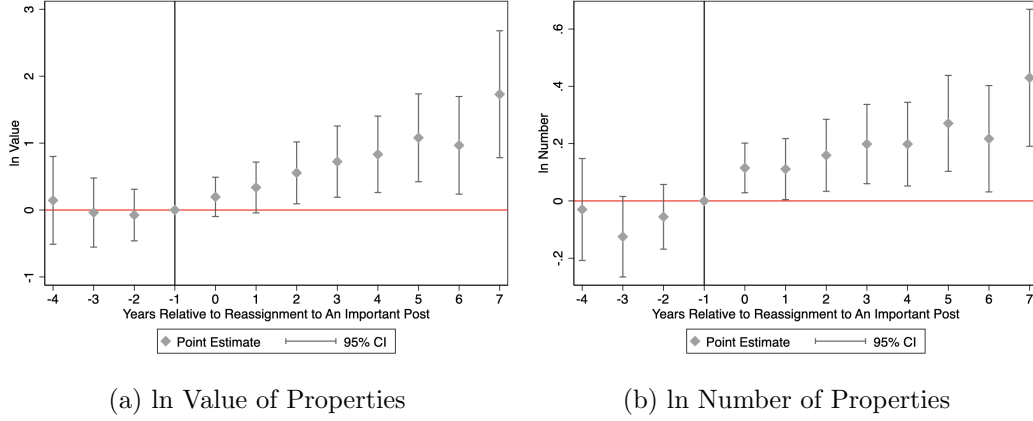 3
2
1
0
-1
ln Value
-4 -3 -2 -1 0 1 2 3 4 5 6 7
Years Relative to Reassignment to An Important Post
Point Estimate 95% CI
(a) ln Value of Properties
.6
.4
.2
0
-.2
ln Number
-4 -3 -2 -1 0 1 2 3 4 5 6 7
Years Relative to Reassignment to An Important Post
Point Estimate 95% CI
(b) ln Number of Properties